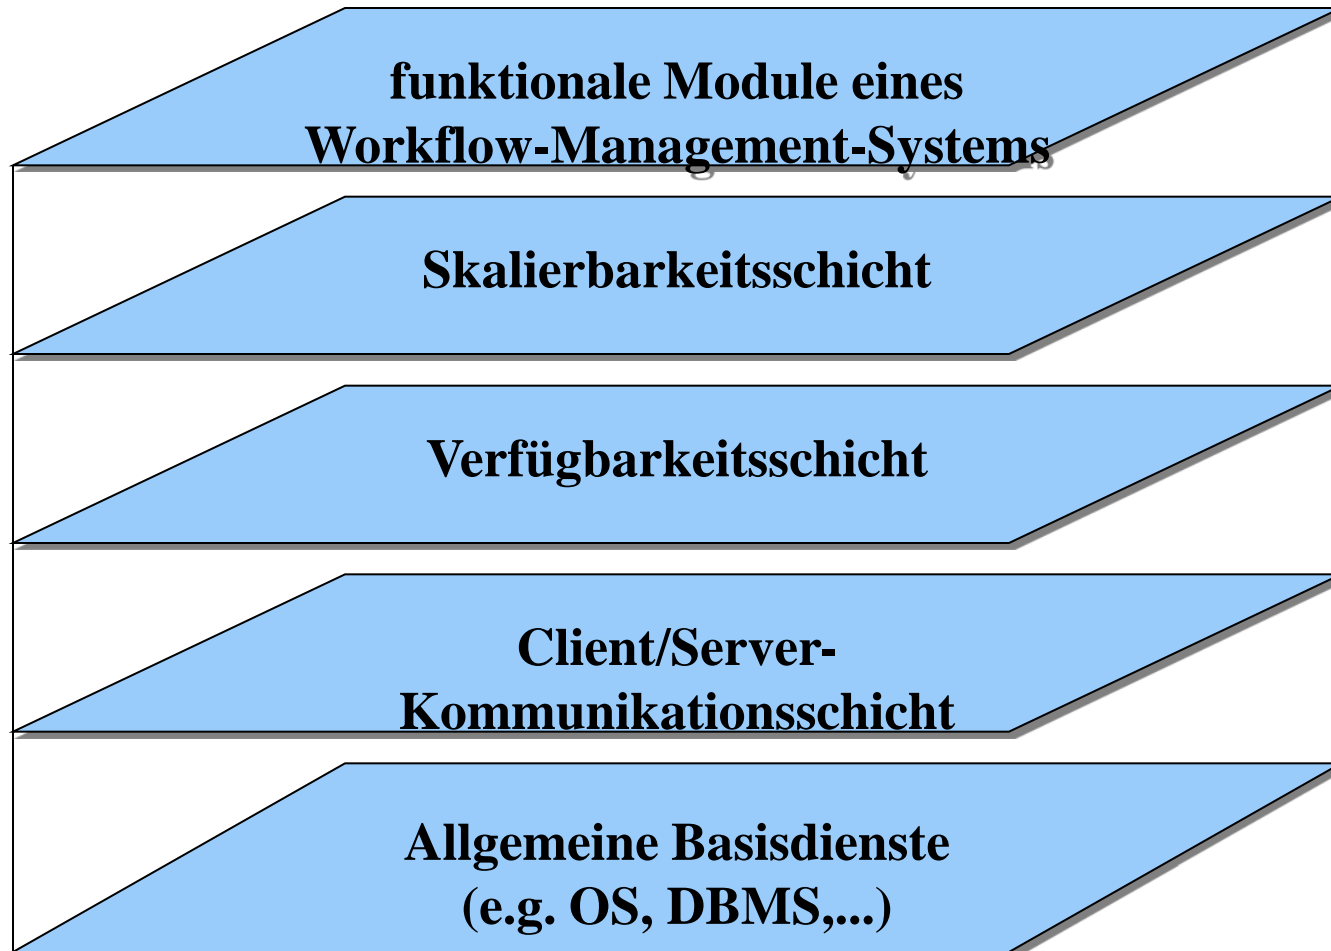 funktionale Module eines
Workflow-Management-Systems
Skalierbarkeitsschicht
Verfügbarkeitsschicht
Client/Server-
Kommunikationsschicht
Allgemeine Basisdienste
(e.g. OS, DBMS,...)